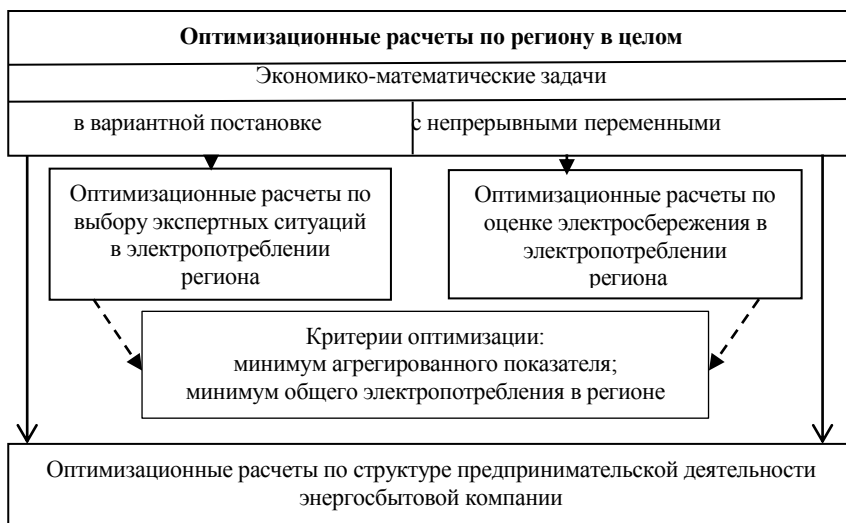 Оптимизационные расчеты по региону в целом
Экономико-математические задачи
в вариантной постановке
с непрерывными переменными
Оптимизационные расчеты по
выбору экспертных ситуаций
в электропотреблении
региона
Оптимизационные расчеты по
оценке электросбережения в
электропотреблении
региона
Критерии оптимизации:
минимум агрегированного показателя;
минимум общего электропотребления в регионе
Оптимизационные расчеты по структуре предпринимательской деятельности
энергосбытовой компании